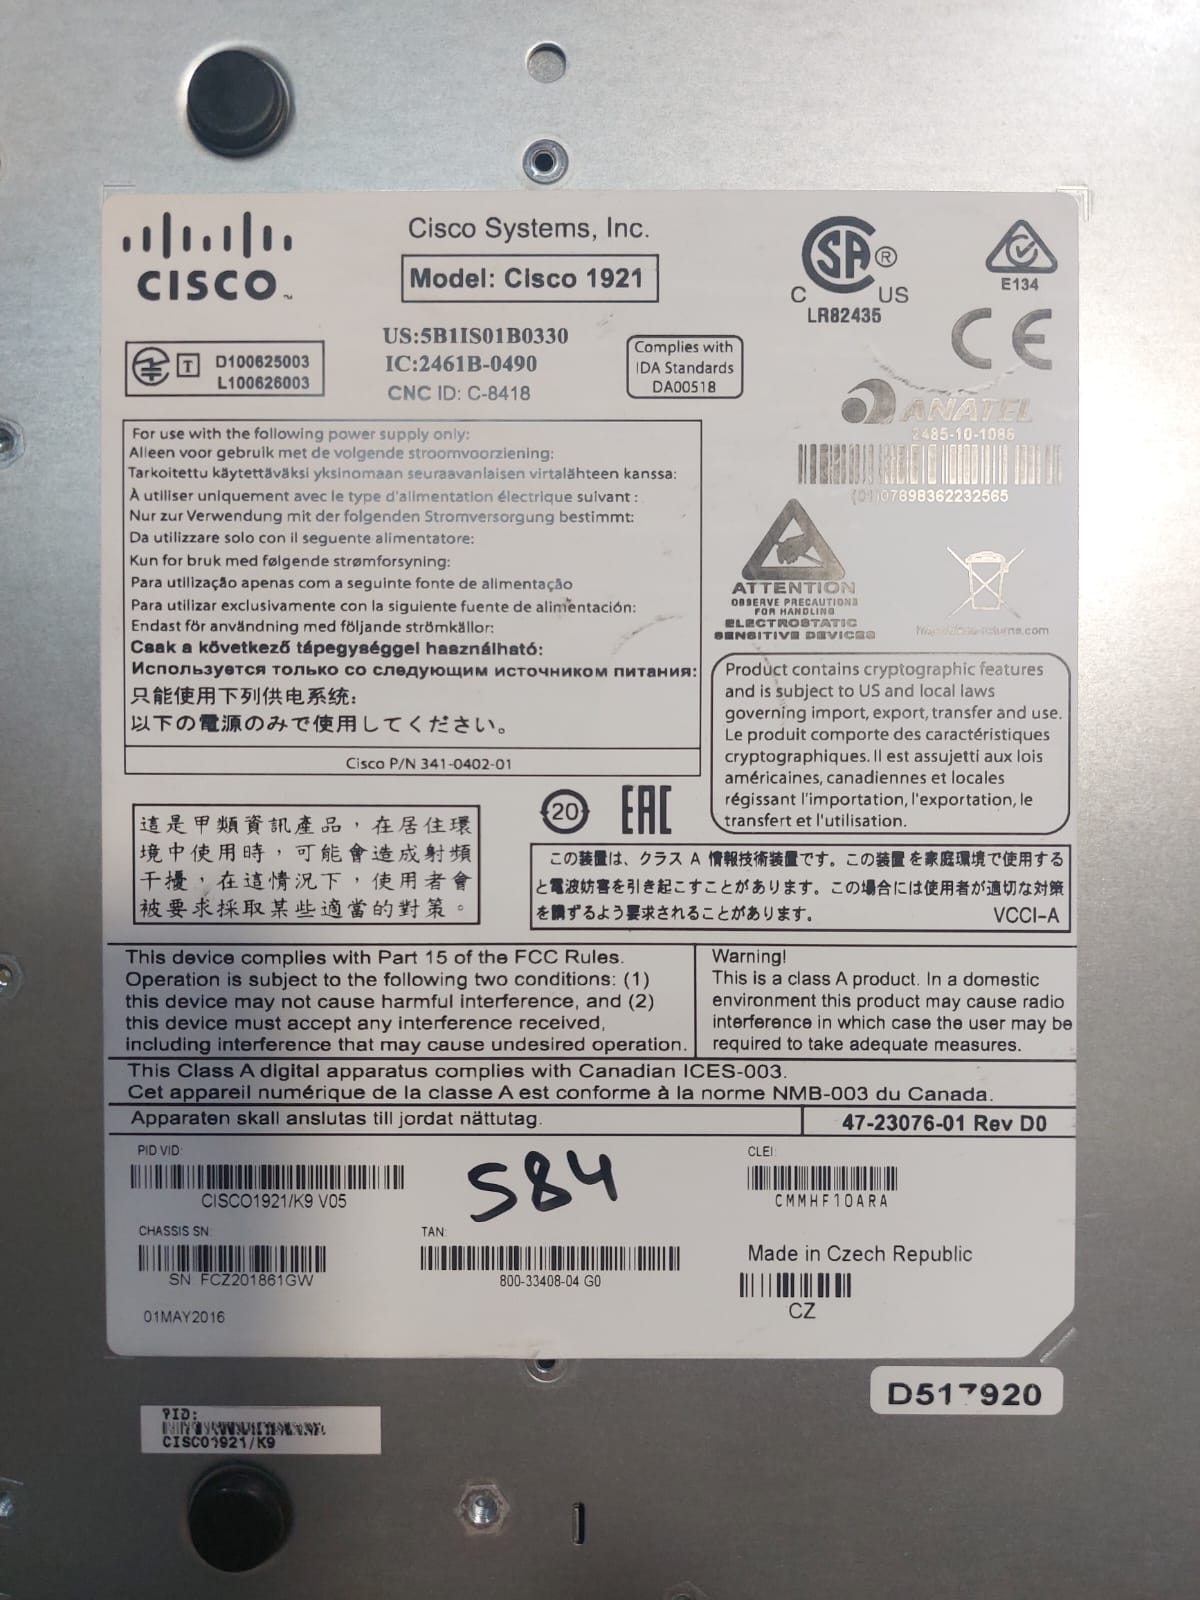 CISCO
Cisco Systems, Inc.
Model: Cisco 1921
C US
LR82435
E134
T D100625003
L100626003
US:5B1IS01B0330
IC:2461B-0490
CNC ID: C-8418
Complies with
IDA Standards
DA00518
CE
ANATEL
2485-10-1086
(01)07898362232565
For use with the following power supply only:
Alleen voor gebruik met de volgende stroomvoorziening:
Tarkoitettu käytettäväksi yksinomaan seuraavanlaisen virtalähteen kanssa:
À utiliser uniquement avec le type d'alimentation électrique suivant :
Nur zur Verwendung mit der folgenden Stromversorgung bestimmt:
Da utilizzare solo con il seguente alimentatore:
Kun for bruk med følgende strømforsyning:
Para utilização apenas com a seguinte fonte de alimentação
Para utilizar exclusivamente con la siguiente fuente de alimentación:
Endast för användning med följande strömkällor:
Csak a következő tápegységgel használható:
Используется только со следующим источником питания:
只能使用下列供电系统:
以下の電源のみで使用してください。
Cisco P/N 341-0402-01
ATTENTION
OBSERVE PRECAUTIONS
FOR HANDLING
ELECTROSTATIC
SENSITIVE DEVICES
Product contains cryptographic features
and is subject to US and local laws
governing import, export, transfer and use.
Le produit comporte des caractéristiques
cryptographiques. Il est assujetti aux lois
américaines, canadiennes et locales
régissant l'importation, l'exportation, le
transfert et l'utilisation.
這是甲類資訊產品，在居住環
境中使用時，可能會造成射頻
干擾，在這情況下，使用者會
被要求採取某些適當的對策。
20
EAC
この装置は、クラス A 情報技術装置です。この装置を家庭環境で使用する
と電波妨害を引き起こすことがあります。この場合には使用者が適切な対策
を講ずるよう要求されることがあります。 VCCI-A
This device complies with Part 15 of the FCC Rules.
Operation is subject to the following two conditions: (1)
this device may not cause harmful interference, and (2)
this device must accept any interference received,
including interference that may cause undesired operation.
Warning!
This is a class A product. In a domestic
environment this product may cause radio
interference in which case the user may be
required to take adequate measures.
This Class A digital apparatus complies with Canadian ICES-003.
Cet appareil numérique de la classe A est conforme à la norme NMB-003 du Canada.
Apparaten skall anslutas till jordat nättutag.
47-23076-01 Rev D0
PID VID:
CISCO1921/K9 V05
584
CLEI:
CMMHF10ARA
CHASSIS SN:
SN FCZ201861GW
TAN:
800-33408-04 G0
Made in Czech Republic
CZ
01MAY2016
D517920
PID:
CISCO1921/K9